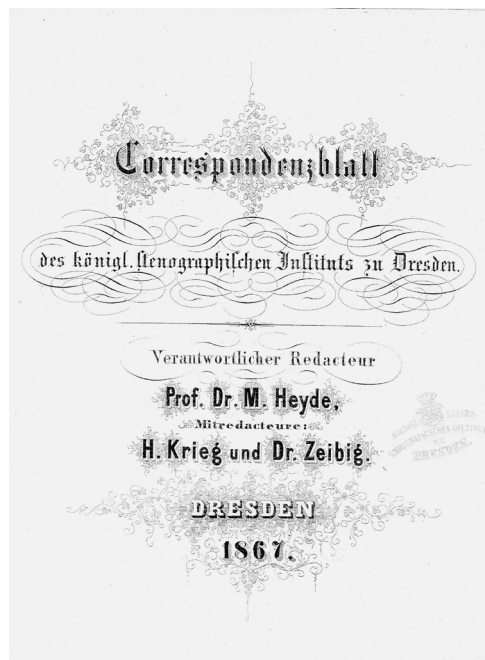 Correspondenzblatt
des königl. stenographischen Instituts zu Dresden.
Verantwortlicher Redacteur
Prof. Dr. M. Heyde,
Mitredacteure:
H. Krieg und Dr. Zeibig.
DRESDEN
1867.
DRESDEN.